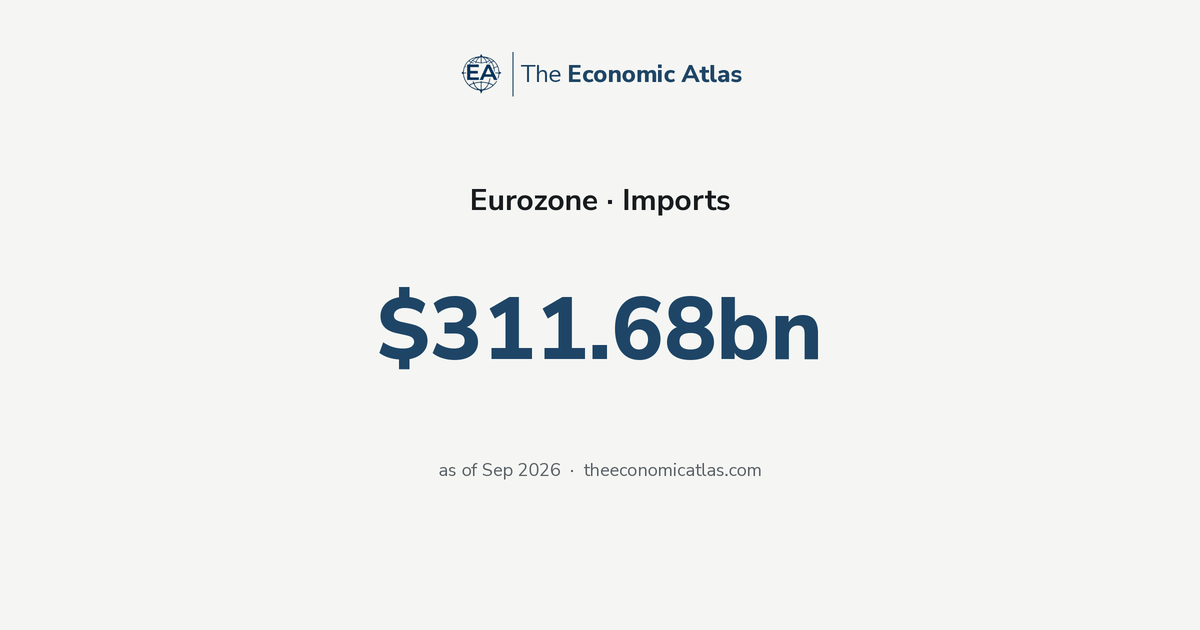 EA The Economic Atlas
Eurozone · Imports
$311.68bn
as of Sep 2026 · theeconomicatlas.com